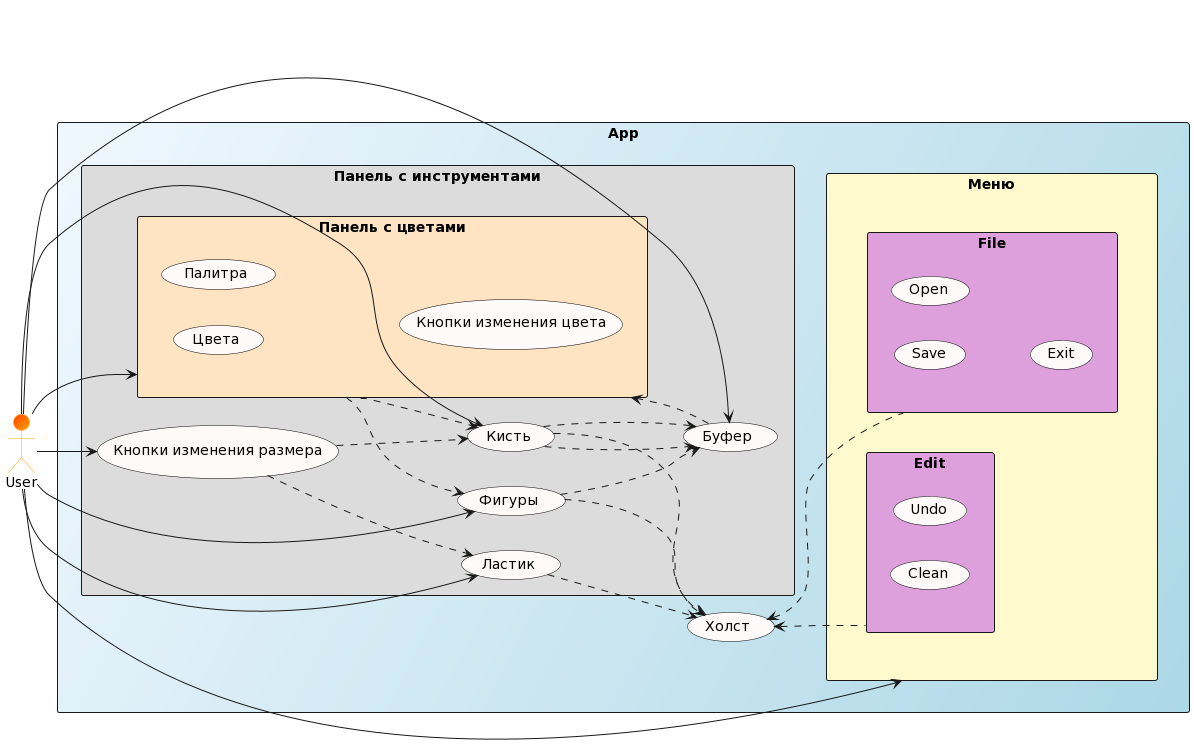 App
Панель с инструментами
Меню
Панель с цветами
File
Палитра
Open
Кнопки изменения цвета
Цвета
Save
Exit
Кисть
Буфер
Кнопки изменения размера
Edit
User
Фигуры
Undo
Ластик
Clean
Холст